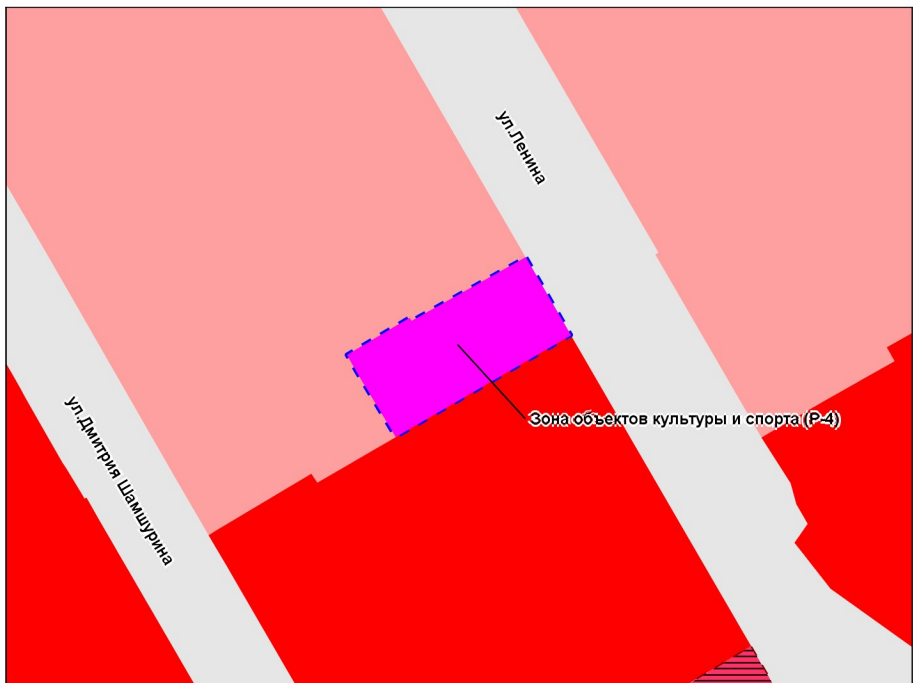 ул.Ленина
ул.Дмитрия Шамшурина
Зона объектов культуры и спорта (Р-4)